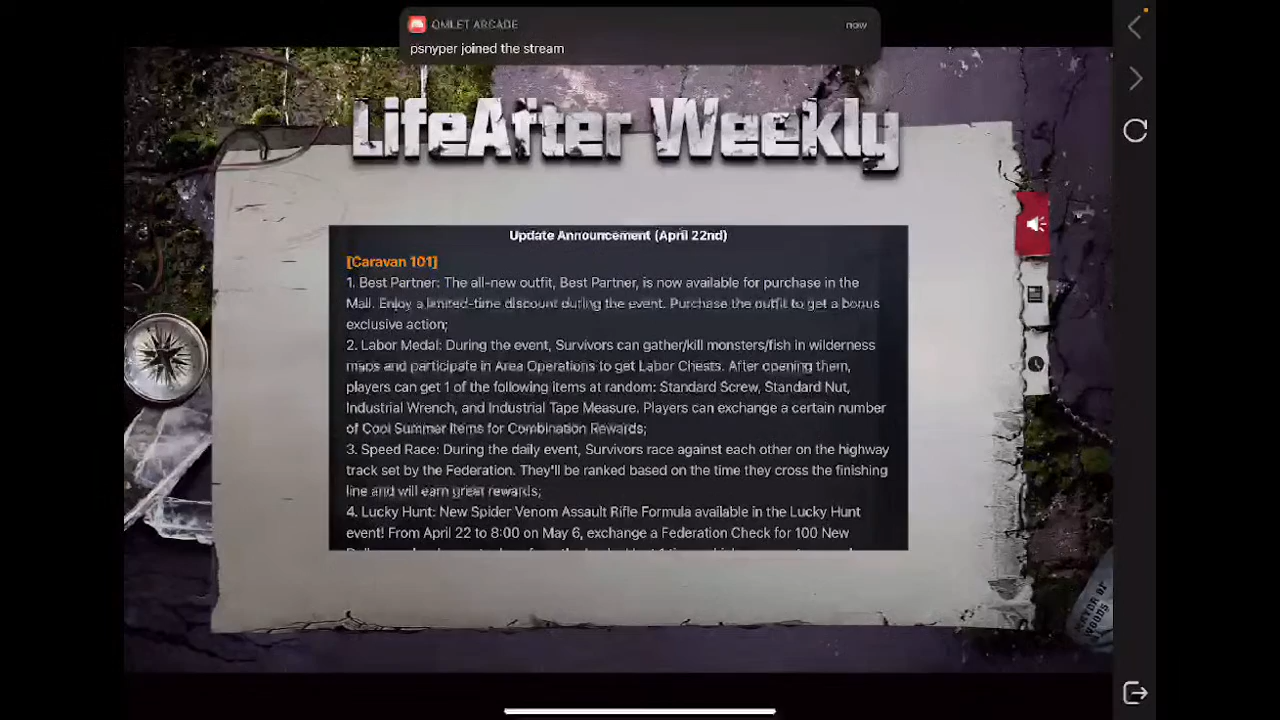 OMLET ARCADE
now
psnyper joined the stream
LifeAfter Weekly
Update Announcement (April 22nd)
[Caravan 101]
1. Best Partner: The all-new outfit, Best Partner, is now available for purchase in the
Mall. Enjoy a limited-time discount during the event. Purchase the outfit to get a bonus
exclusive action;
2. Labor Medal: During the event, Survivors can gather/kill monsters/fish in wilderness
maps and participate in Area Operations to get Labor Chests. After opening them,
players can get 1 of the following items at random: Standard Screw, Standard Nut,
Industrial Wrench, and Industrial Tape Measure. Players can exchange a certain number
of Cool Summer Items for Combination Rewards;
3. Speed Race: During the daily event, Survivors race against each other on the highway
track set by the Federation. They'll be ranked based on the time they cross the finishing
line and will earn great rewards;
4. Lucky Hunt: New Spider Venom Assault Rifle Formula available in the Lucky Hunt
event! From April 22 to 8:00 on May 6, exchange a Federation Check for 100 New